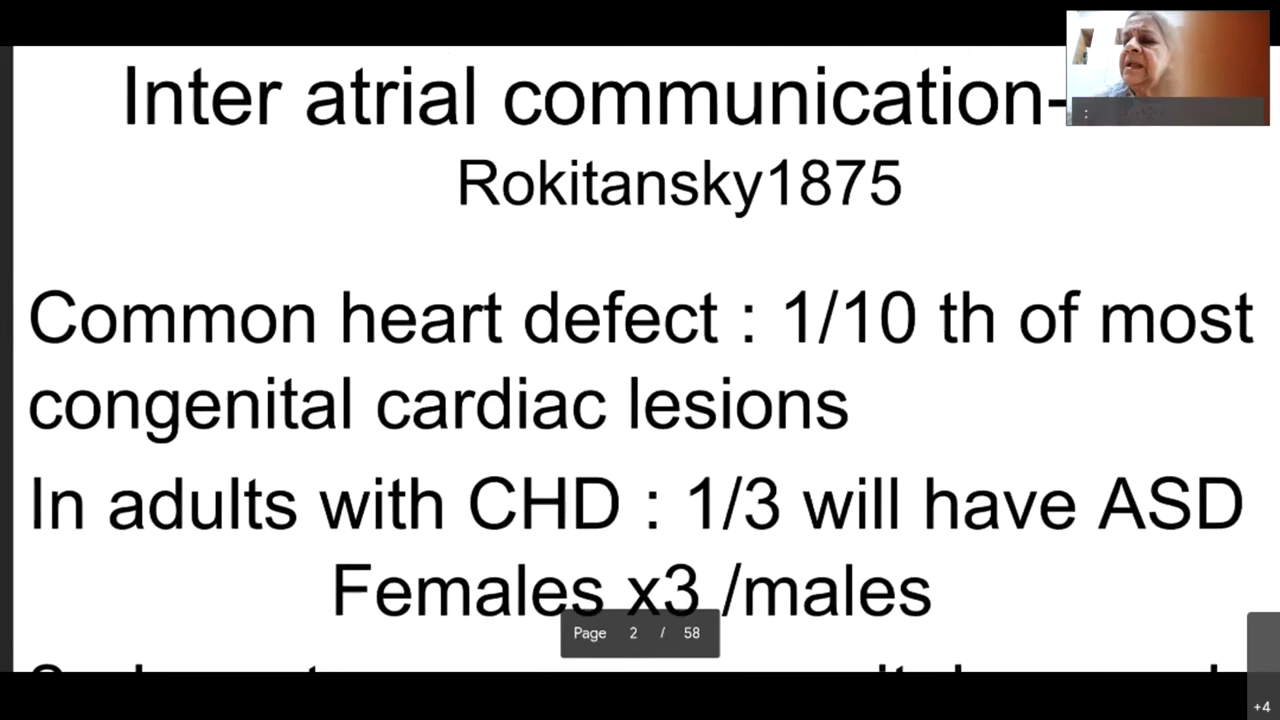 Inter atrial communication-
Rokitansky1875
Common heart defect : 1/10 th of most
congenital cardiac lesions
In adults with CHD : 1/3 will have ASD
Females x3 /males
Page 2 / 58
+4